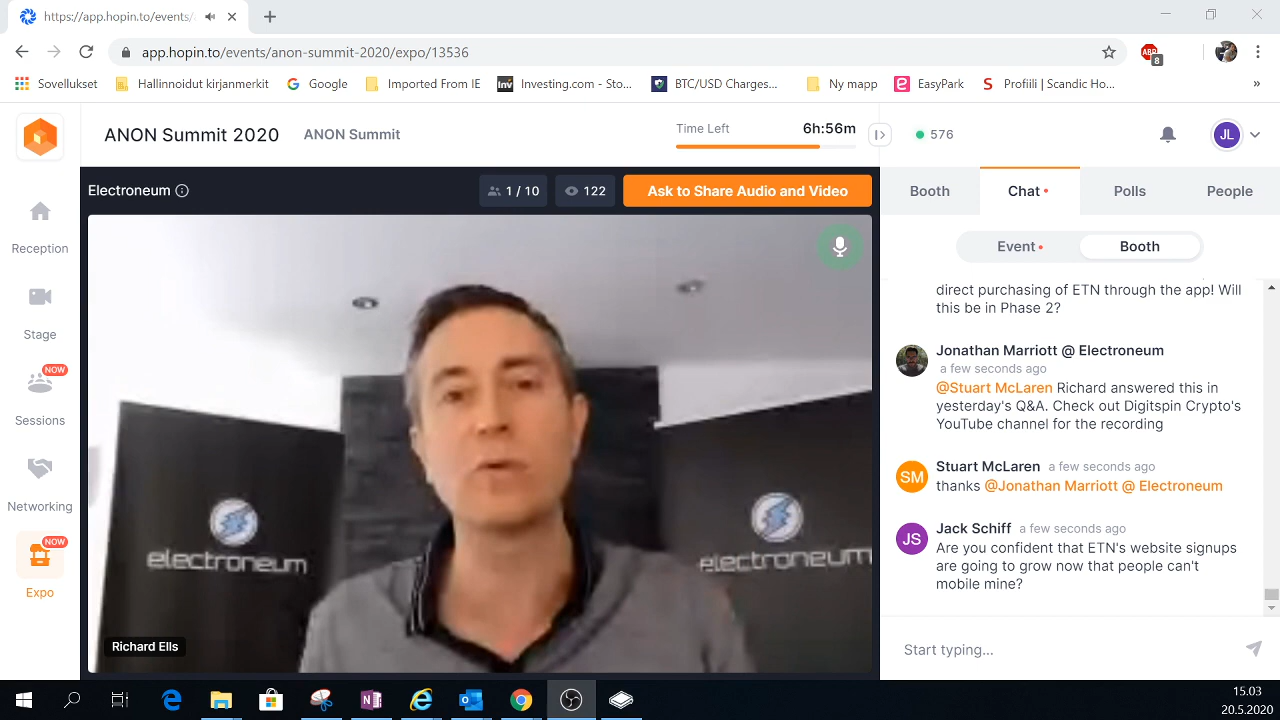 https://app.hopin.to/events/
app.hopin.to/events/anon-summit-2020/expo/13536
ABP
8
Sovellukset
Hallinnoidut kirjanmerkit
Google
Imported From IE
Inv
Investing.com - Sto...
BTC/USD Charges...
Ny mapp
EasyPark
S
Profiili | Scandic Ho...
»
ANON Summit 2020
ANON Summit
Time Left
6h:56m
576
JL
Reception
Stage
NOW
Sessions
Networking
NOW
Expo
Electroneum
1 / 10
122
Ask to Share Audio and Video
electroneum
electroneum
Richard Ells
Booth
Chat
Polls
People
Event
Booth
direct purchasing of ETN through the app! Will
this be in Phase 2?
Jonathan Marriott @ Electroneum
a few seconds ago
@Stuart McLaren Richard answered this in
yesterday's Q&A. Check out Digitspin Crypto's
YouTube channel for the recording
SM
Stuart McLaren a few seconds ago
thanks @Jonathan Marriott @ Electroneum
JS
Jack Schiff a few seconds ago
Are you confident that ETN's website signups
are going to grow now that people can't
mobile mine?
Start typing...
15.03
20.5.2020